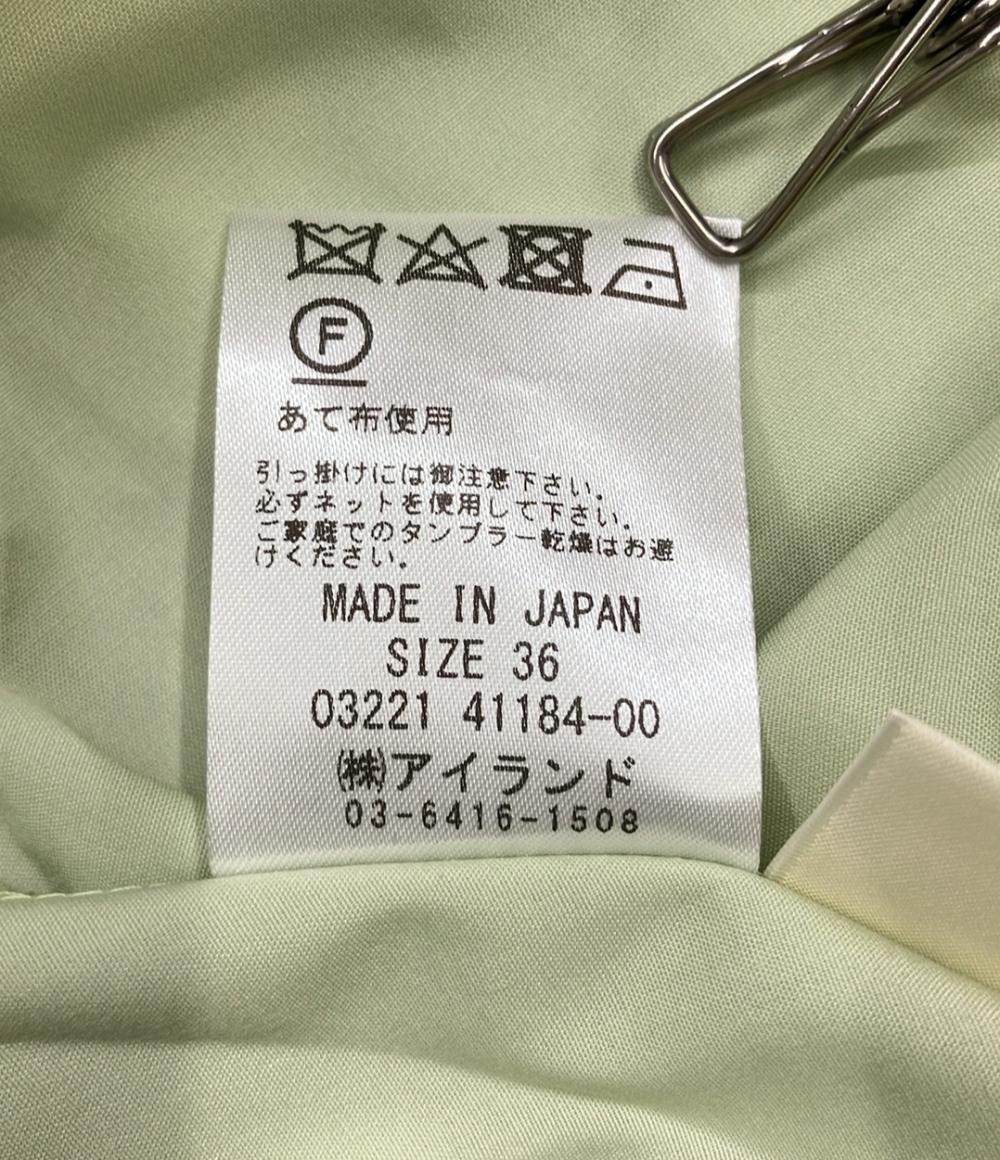 F
あて布使用
引っ掛けには御注意下さい。
必ずネットを使用して下さい。
ご家庭でのタンブラー乾燥はお避
けください。
MADE IN JAPAN
SIZE 36
03221 41184-00
㈱アイランド
03-6416-1508